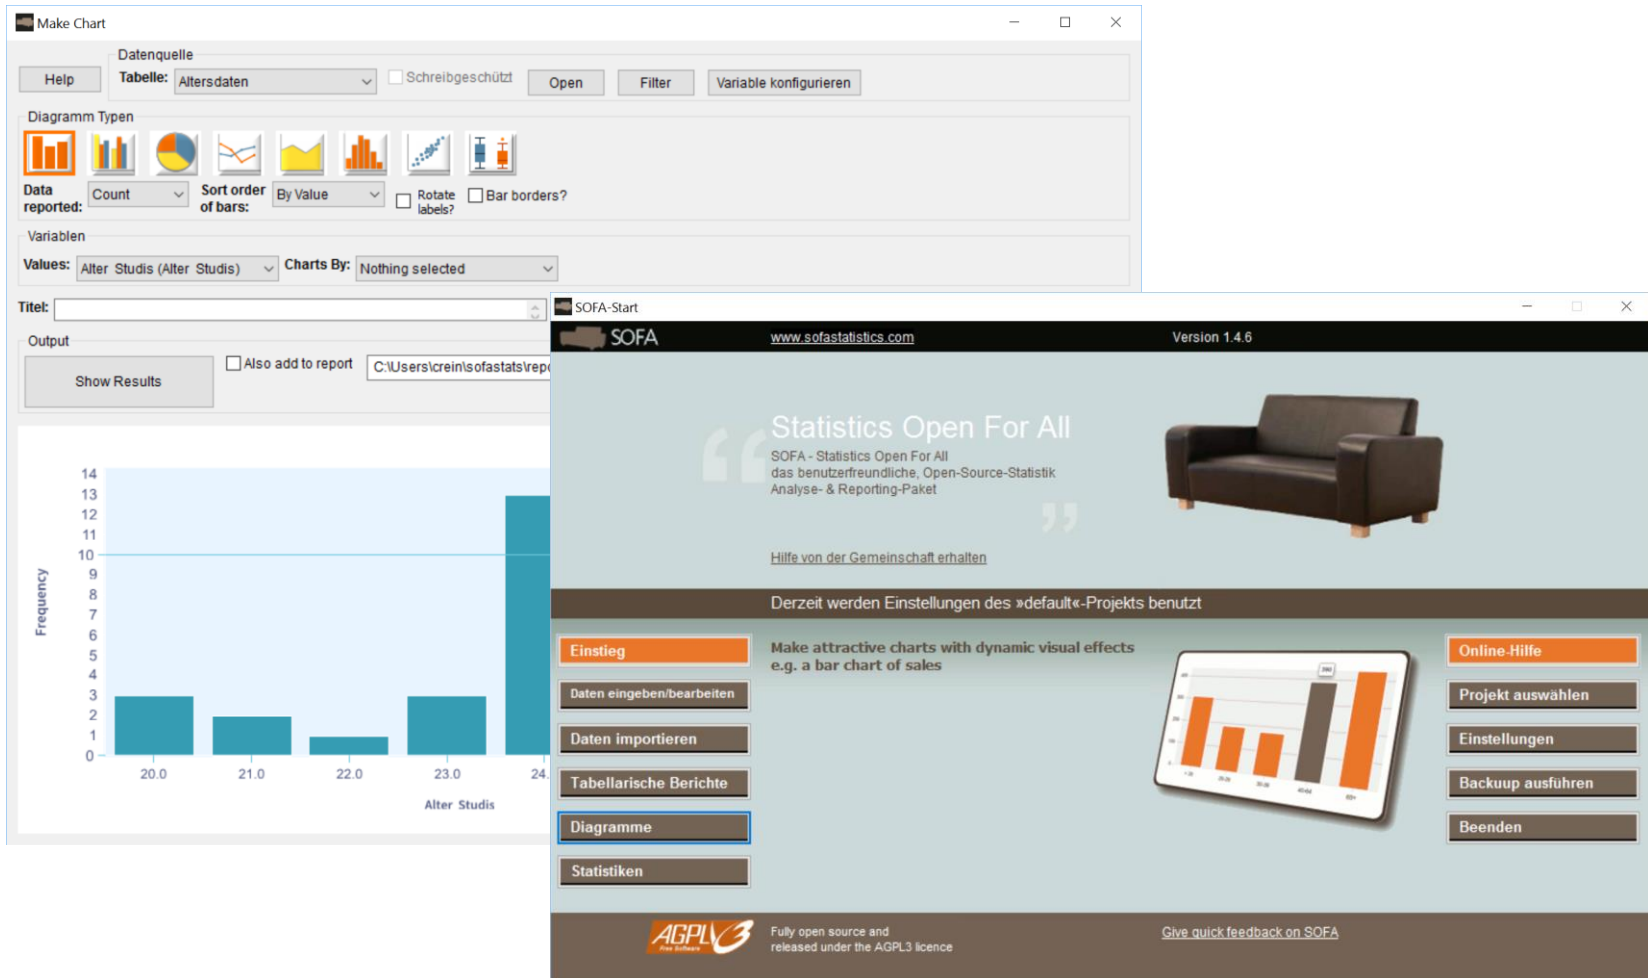 Make Chart
Datenquelle
Help
Tabelle:
Altersdaten
Schreibgeschützt
Open
Filter
Variable konfigurieren
Diagramm Typen
Data
reported:
Count
Sort order
of bars:
By Value
Rotate
labels?
Bar borders?
Variablen
Values:
Alter Studis (Alter Studis)
Charts By:
Nothing selected
Titel:
Output
Show Results
Also add to report
C:\Users\crein\sofastats\repo
14
13
12
11
10
9
8
7
6
5
4
3
2
1
0
Frequency
20.0
21.0
22.0
23.0
24.
Alter Studis
SOFA-Start
SOFA
www.sofastatistics.com
Version 1.4.6
“
Statistics Open For All
SOFA - Statistics Open For All
das benutzerfreundliche, Open-Source-Statistik
Analyse- & Reporting-Paket
”
Hilfe von der Gemeinschaft erhalten
Derzeit werden Einstellungen des »default«-Projekts benutzt
Einstieg
Daten eingeben/bearbeiten
Daten importieren
Tabellarische Berichte
Diagramme
Statistiken
Make attractive charts with dynamic visual effects
e.g. a bar chart of sales
Online-Hilfe
Projekt auswählen
Einstellungen
Backuup ausführen
Beenden
AGPLV3
Free Software
Fully open source and
released under the AGPL3 licence
Give quick feedback on SOFA